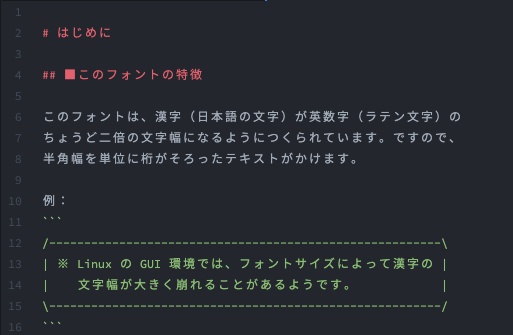 1
2 # はじめに
3
4 ## ■このフォントの特徴
5
6 このフォントは、漢字（日本語の文字）が英数字（ラテン文字）の
7 ちょうど二倍の文字幅になるようにつくられています。ですので、
8 半角幅を単位に桁がそろったテキストがかけます。
9
10 例：
11 ```
12 /--------------------------------------------------------\
13 | ※ Linux の GUI 環境では、フォントサイズによって漢字の |
14 |    文字幅が大きく崩れることがあるようです。            |
15 \--------------------------------------------------------/
16 ```